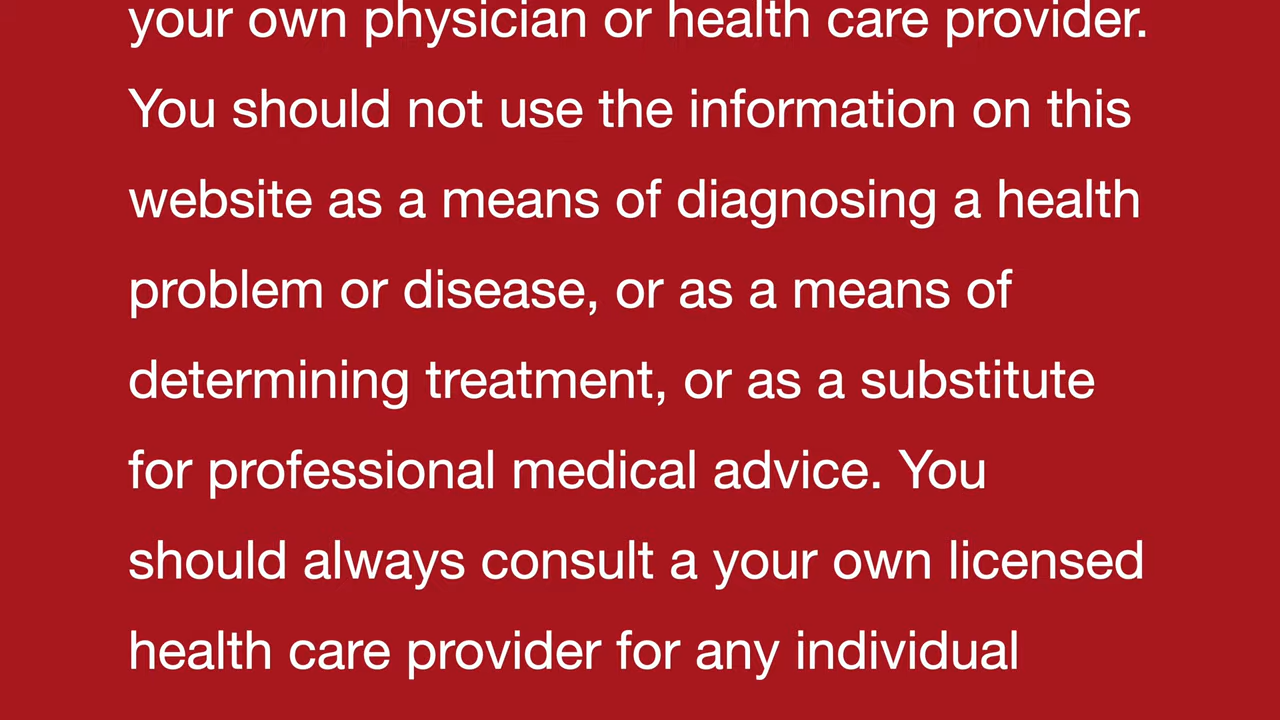 your own physician or health care provider.
You should not use the information on this
website as a means of diagnosing a health
problem or disease, or as a means of
determining treatment, or as a substitute
for professional medical advice. You
should always consult a your own licensed
health care provider for any individual